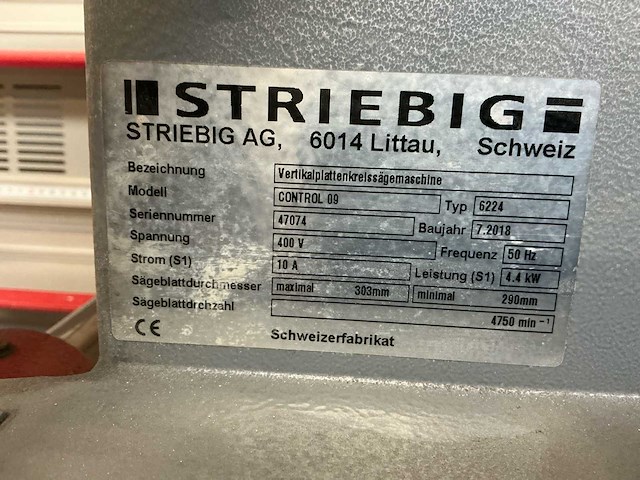 STRIEBIG
STRIEBIG AG, 6014 Littau, Schweiz
Bezeichnung Vertikalplattenkreissägemaschine
Modell CONTROL 09 Typ 6224
Seriennummer 47074 Baujahr 7.2018
Spannung 400 V Frequenz 50 Hz
Strom (S1) 10 A Leistung (S1) 4.4 kW
Sägeblattdurchmesser maximal 303mm minimal 290mm
Sägeblattdrehzahl 4750 min⁻¹
CE Schweizerfabrikat